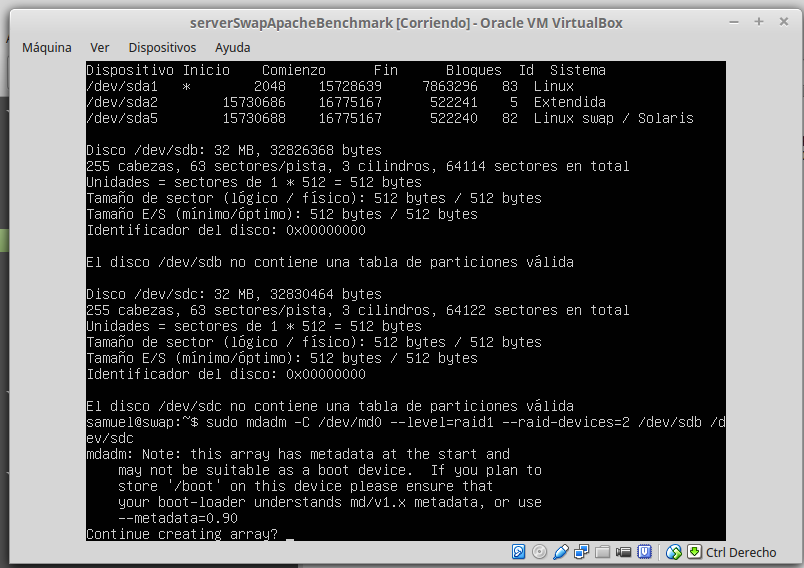 serverSwapApacheBenchmark [Corriendo] - Oracle VM VirtualBox
Máquina Ver Dispositivos Ayuda
Dispositivo Inicio Comienzo Fin Bloques Id Sistema
/dev/sda1 * 2048 15728639 7863296 83 Linux
/dev/sda2 15730686 16775167 522241 5 Extendida
/dev/sda5 15730688 16775167 522240 82 Linux swap / Solaris
Disco /dev/sdb: 32 MB, 32826368 bytes
255 cabezas, 63 sectores/pista, 3 cilindros, 64114 sectores en total
Unidades = sectores de 1 * 512 = 512 bytes
Tamaño de sector (lógico / físico): 512 bytes / 512 bytes
Tamaño E/S (mínimo/óptimo): 512 bytes / 512 bytes
Identificador del disco: 0x00000000
El disco /dev/sdb no contiene una tabla de particiones válida
Disco /dev/sdc: 32 MB, 32830464 bytes
255 cabezas, 63 sectores/pista, 3 cilindros, 64122 sectores en total
Unidades = sectores de 1 * 512 = 512 bytes
Tamaño de sector (lógico / físico): 512 bytes / 512 bytes
Tamaño E/S (mínimo/óptimo): 512 bytes / 512 bytes
Identificador del disco: 0x00000000
El disco /dev/sdc no contiene una tabla de particiones válida
samuel@swap:~$ sudo mdadm -C /dev/md0 --level=raid1 --raid-devices=2 /dev/sdb /d
ev/sdc
mdadm: Note: this array has metadata at the start and
may not be suitable as a boot device. If you plan to
store '/boot' on this device please ensure that
your boot-loader understands md/v1.x metadata, or use
--metadata=0.90
Continue creating array? _
Ctrl Derecho